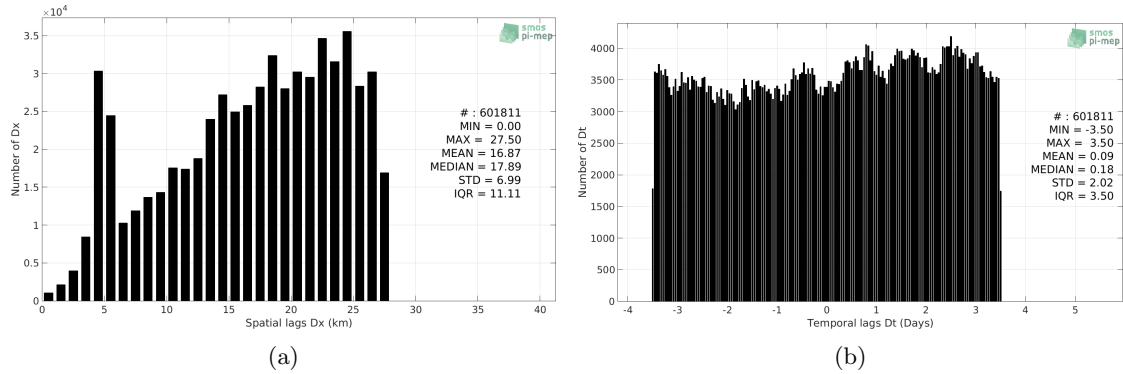 ×10⁴
smos
pi-mep
3.5
3
2.5
2
1.5
1
0.5
0
Number of Dx
# : 601811
MIN = 0.00
MAX = 27.50
MEAN = 16.87
MEDIAN = 17.89
STD = 6.99
IQR = 11.11
0 5 10 15 20 25 30 35 40
Spatial lags Dx (km)
(a)
smos
pi-mep
4000
3500
3000
2500
2000
1500
1000
500
0
Number of Dt
# : 601811
MIN = -3.50
MAX = 3.50
MEAN = 0.09
MEDIAN = 0.18
STD = 2.02
IQR = 3.50
-4 -3 -2 -1 0 1 2 3 4 5
Temporal lags Dt (Days)
(b)